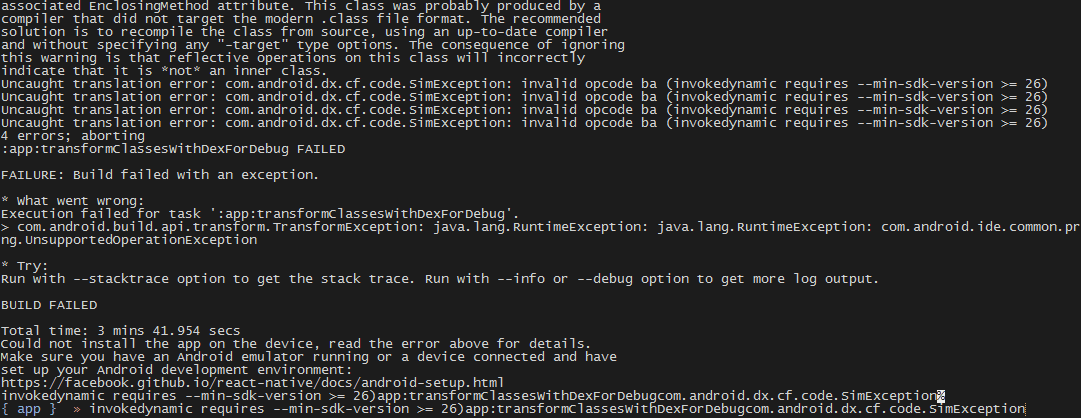 associated EnclosingMethod attribute. This class was probably produced by a
compiler that did not target the modern .class file format. The recommended
solution is to recompile the class from source, using an up-to-date compiler
and without specifying any "-target" type options. The consequence of ignoring
this warning is that reflective operations on this class will incorrectly
indicate that it is *not* an inner class.
Uncaught translation error: com.android.dx.cf.code.SimException: invalid opcode ba (invokedynamic requires --min-sdk-version >= 26)
Uncaught translation error: com.android.dx.cf.code.SimException: invalid opcode ba (invokedynamic requires --min-sdk-version >= 26)
Uncaught translation error: com.android.dx.cf.code.SimException: invalid opcode ba (invokedynamic requires --min-sdk-version >= 26)
Uncaught translation error: com.android.dx.cf.code.SimException: invalid opcode ba (invokedynamic requires --min-sdk-version >= 26)
4 errors; aborting
:app:transformClassesWithDexForDebug FAILED
FAILURE: Build failed with an exception.
* What went wrong:
Execution failed for task ':app:transformClassesWithDexForDebug'.
> com.android.build.api.transform.TransformException: java.lang.RuntimeException: java.lang.RuntimeException: com.android.ide.common.pr
ng.UnsupportedOperationException
* Try:
Run with --stacktrace option to get the stack trace. Run with --info or --debug option to get more log output.
BUILD FAILED
Total time: 3 mins 41.954 secs
Could not install the app on the device, read the error above for details.
Make sure you have an Android emulator running or a device connected and have
set up your Android development environment:
https://facebook.github.io/react-native/docs/android-setup.html
invokedynamic requires --min-sdk-version >= 26)app:transformClassesWithDexForDebugcom.android.dx.cf.code.SimException%
{ app } » invokedynamic requires --min-sdk-version >= 26)app:transformClassesWithDexForDebugcom.android.dx.cf.code.SimException